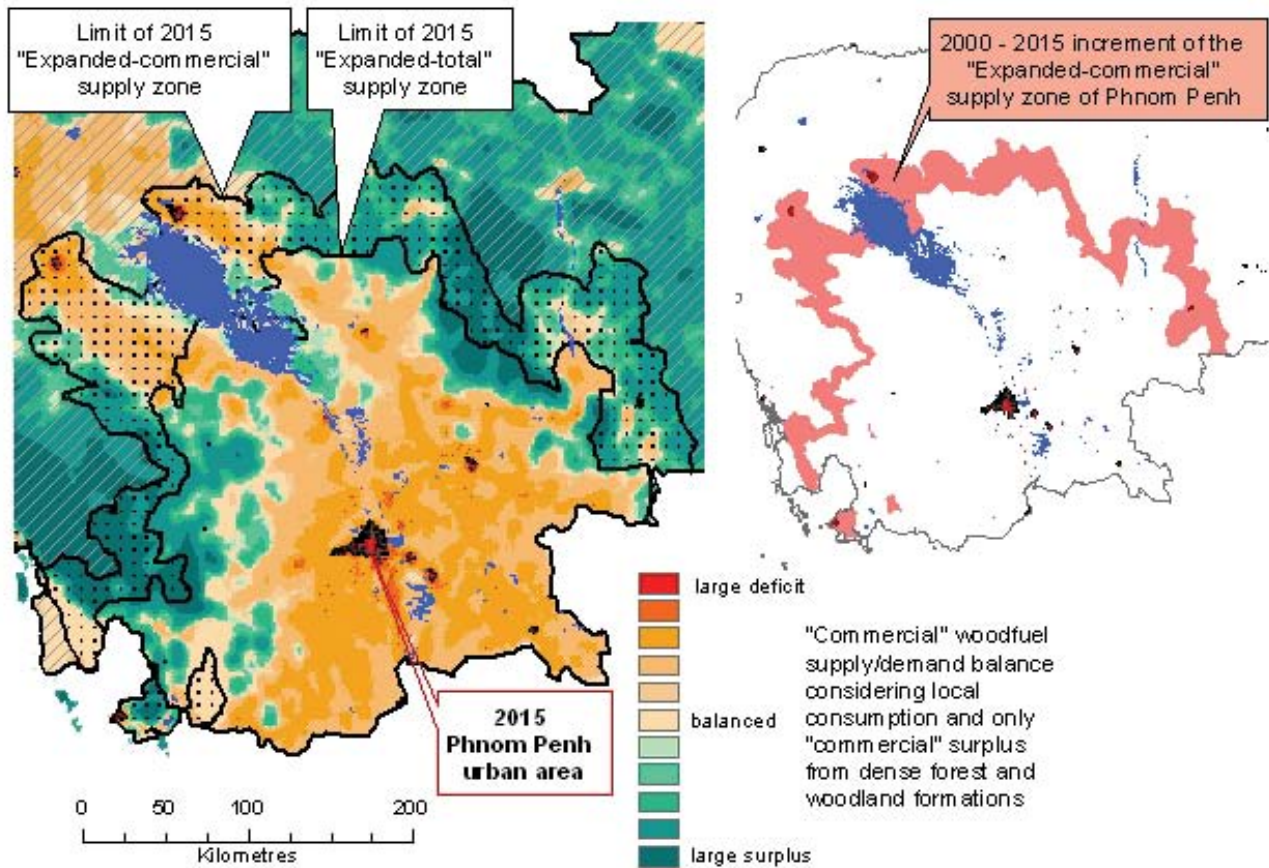 Limit of 2015
"Expanded-commercial"
supply zone
Limit of 2015
"Expanded-total"
supply zone
2000 - 2015 increment of the
"Expanded-commercial"
supply zone of Phnom Penh
2015
Phnom Penh
urban area
large deficit
balanced
large surplus
"Commercial" woodfuel
supply/demand balance
considering local
consumption and only
"commercial" surplus
from dense forest and
woodland formations
0 50 100 200
Kilometres